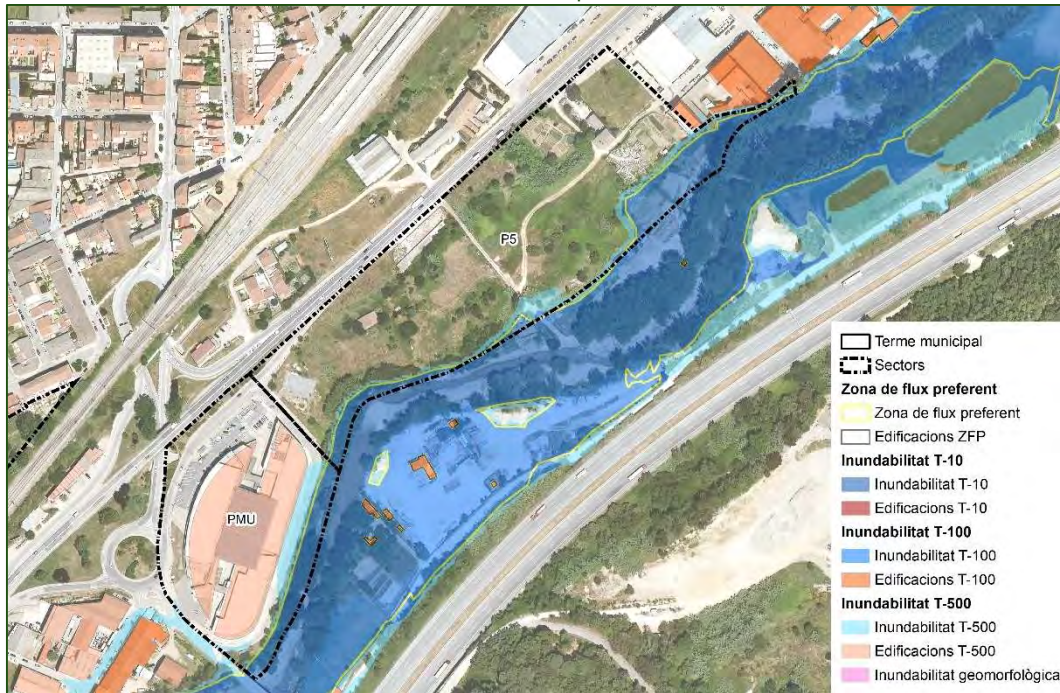 P5
PMU
Terme municipal
Sectors
Zona de flux preferent
Zona de flux preferent
Edificacions ZFP
Inundabilitat T-10
Inundabilitat T-10
Edificacions T-10
Inundabilitat T-100
Inundabilitat T-100
Edificacions T-100
Inundabilitat T-500
Inundabilitat T-500
Edificacions T-500
Inundabilitat geomorfològica